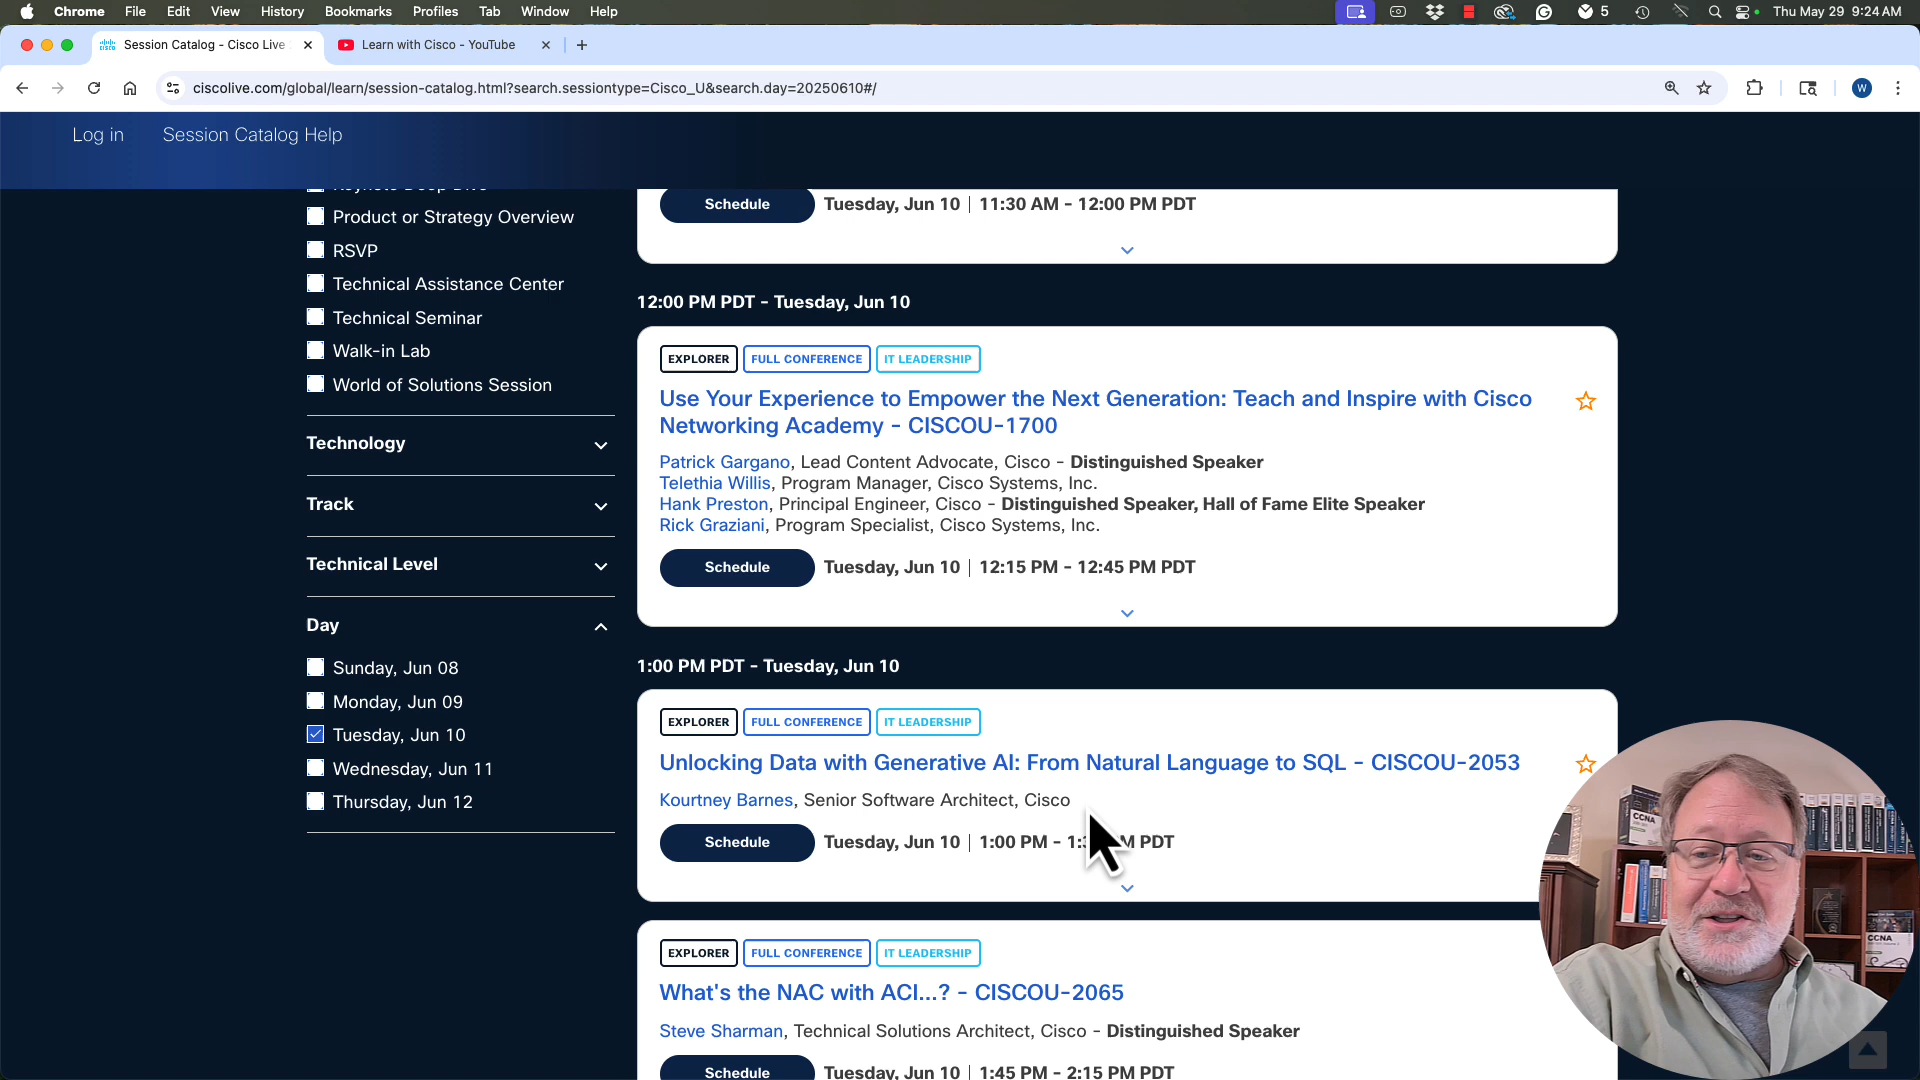 Chrome File Edit View History Bookmarks Profiles Tab Window Help
5 Thu May 29 9:24 AM
Session Catalog - Cisco Live
Learn with Cisco - YouTube
ciscolive.com/global/learn/session-catalog.html?search.sessiontype=Cisco_U&search.day=20250610#/
W
Log in Session Catalog Help
Product or Strategy Overview
RSVP
Technical Assistance Center
Technical Seminar
Walk-in Lab
World of Solutions Session
Technology
Track
Technical Level
Day
Sunday, Jun 08
Monday, Jun 09
Tuesday, Jun 10
Wednesday, Jun 11
Thursday, Jun 12
Schedule Tuesday, Jun 10 | 11:30 AM - 12:00 PM PDT
12:00 PM PDT - Tuesday, Jun 10
EXPLORER FULL CONFERENCE IT LEADERSHIP
Use Your Experience to Empower the Next Generation: Teach and Inspire with Cisco
Networking Academy - CISCOU-1700
Patrick Gargano, Lead Content Advocate, Cisco - Distinguished Speaker
Telethia Willis, Program Manager, Cisco Systems, Inc.
Hank Preston, Principal Engineer, Cisco - Distinguished Speaker, Hall of Fame Elite Speaker
Rick Graziani, Program Specialist, Cisco Systems, Inc.
Schedule Tuesday, Jun 10 | 12:15 PM - 12:45 PM PDT
1:00 PM PDT - Tuesday, Jun 10
EXPLORER FULL CONFERENCE IT LEADERSHIP
Unlocking Data with Generative AI: From Natural Language to SQL - CISCOU-2053
Kourtney Barnes, Senior Software Architect, Cisco
Schedule Tuesday, Jun 10 | 1:00 PM - PDT
EXPLORER FULL CONFERENCE IT LEADERSHIP
What's the NAC with ACI...? - CISCOU-2065
Steve Sharman, Technical Solutions Architect, Cisco - Distinguished Speaker
Schedule Tuesday, Jun 10 | 1:45 PM - 2:15 PM PDT
CCNA
CCNA